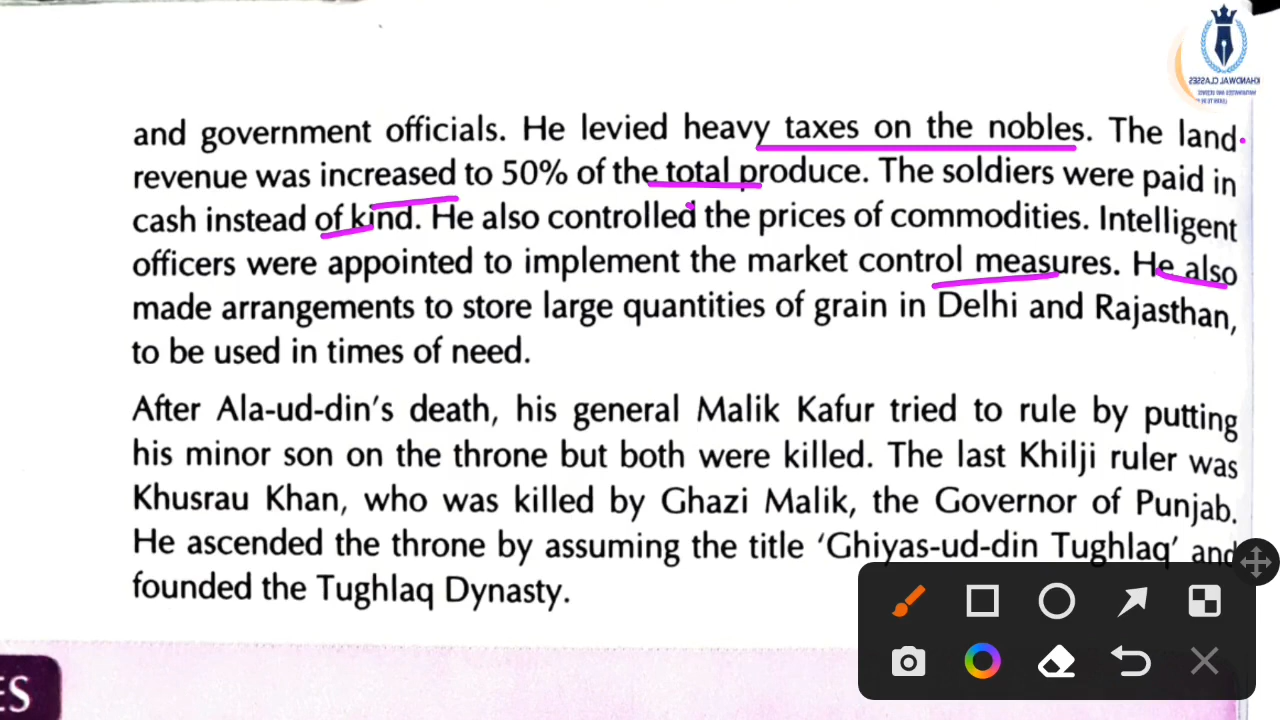 KHANDWAL CLASSES
and government officials. He levied heavy taxes on the nobles. The land
revenue was increased to 50% of the total produce. The soldiers were paid in
cash instead of kind. He also controlled the prices of commodities. Intelligent
officers were appointed to implement the market control measures. He also
made arrangements to store large quantities of grain in Delhi and Rajasthan,
to be used in times of need.
After Ala-ud-din's death, his general Malik Kafur tried to rule by putting
his minor son on the throne but both were killed. The last Khilji ruler was
Khusrau Khan, who was killed by Ghazi Malik, the Governor of Punjab.
He ascended the throne by assuming the title 'Ghiyas-ud-din Tughlaq' and
founded the Tughlaq Dynasty.
ES